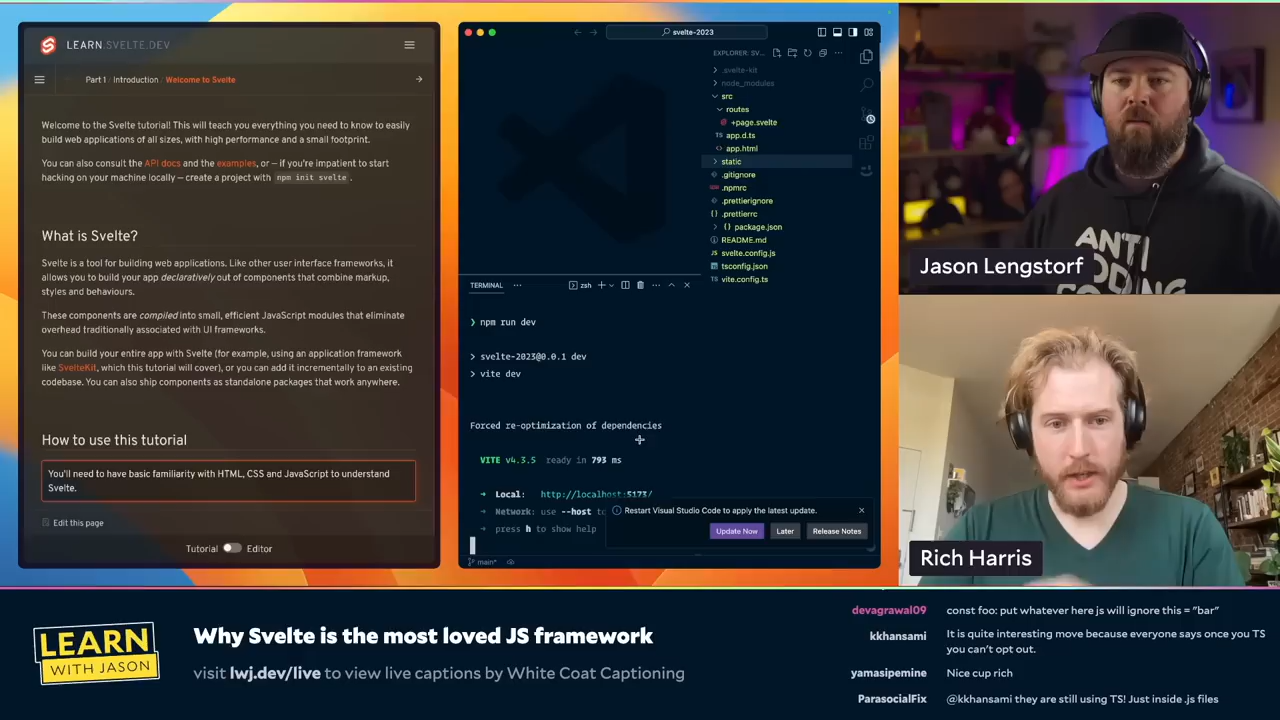 LEARN.SVELTE.DEV
Part 1 / Introduction / Welcome to Svelte
Welcome to the Svelte tutorial! This will teach you everything you need to know to easily
build web applications of all sizes, with high performance and a small footprint.
You can also consult the API docs and the examples, or — if you're impatient to start
hacking on your machine locally — create a project with npm init svelte .
What is Svelte?
Svelte is a tool for building web applications. Like other user interface frameworks, it
allows you to build your app declaratively out of components that combine markup,
styles and behaviours.
These components are compiled into small, efficient JavaScript modules that eliminate
overhead traditionally associated with UI frameworks.
You can build your entire app with Svelte (for example, using an application framework
like SvelteKit, which this tutorial will cover), or you can add it incrementally to an existing
codebase. You can also ship components as standalone packages that work anywhere.
How to use this tutorial
You'll need to have basic familiarity with HTML, CSS and JavaScript to understand
Svelte.
Edit this page
Tutorial Editor
svelte-2023
EXPLORER: SV...
.svelte-kit
node_modules
src
routes
+page.svelte
TS app.d.ts
app.html
static
.gitignore
.npmrc
.prettierignore
.prettierrc
package.json
README.md
svelte.config.js
tsconfig.json
TS vite.config.ts
TERMINAL ... zsh
❯ npm run dev
> svelte-2023@0.0.1 dev
> vite dev
Forced re-optimization of dependencies
VITE v4.3.5 ready in 793 ms
➜ Local: http://localhost:5173/
➜ Network: use --host to
➜ press h to show help
Restart Visual Studio Code to apply the latest update.
Update Now Later Release Notes
main*
Jason Lengstorf
ANTI
Rich Harris
LEARN
WITH JASON
Why Svelte is the most loved JS framework
visit lwj.dev/live to view live captions by White Coat Captioning
devagrawal09 const foo: put whatever here js will ignore this = "bar"
kkhansami It is quite interesting move because everyone says once you TS
you can't opt out.
yamasipemine Nice cup rich
ParasocialFix @kkhansami they are still using TS! Just inside .js files